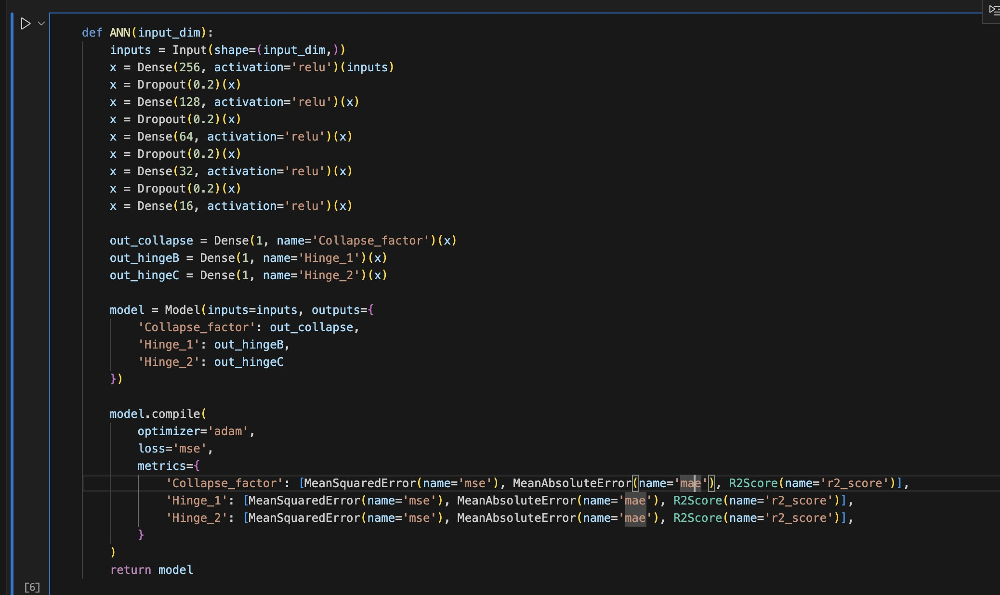 def ANN(input_dim):
    inputs = Input(shape=(input_dim,))
    x = Dense(256, activation='relu')(inputs)
    x = Dropout(0.2)(x)
    x = Dense(128, activation='relu')(x)
    x = Dropout(0.2)(x)
    x = Dense(64, activation='relu')(x)
    x = Dropout(0.2)(x)
    x = Dense(32, activation='relu')(x)
    x = Dropout(0.2)(x)
    x = Dense(16, activation='relu')(x)

    out_collapse = Dense(1, name='Collapse_factor')(x)
    out_hingeB = Dense(1, name='Hinge_1')(x)
    out_hingeC = Dense(1, name='Hinge_2')(x)

    model = Model(inputs=inputs, outputs={
        'Collapse_factor': out_collapse,
        'Hinge_1': out_hingeB,
        'Hinge_2': out_hingeC
    })

    model.compile(
        optimizer='adam',
        loss='mse',
        metrics={
            'Collapse_factor': [MeanSquaredError(name='mse'), MeanAbsoluteError(name='mae'), R2Score(name='r2_score')],
            'Hinge_1': [MeanSquaredError(name='mse'), MeanAbsoluteError(name='mae'), R2Score(name='r2_score')],
            'Hinge_2': [MeanSquaredError(name='mse'), MeanAbsoluteError(name='mae'), R2Score(name='r2_score')],
        }
    )
    return model
[6]